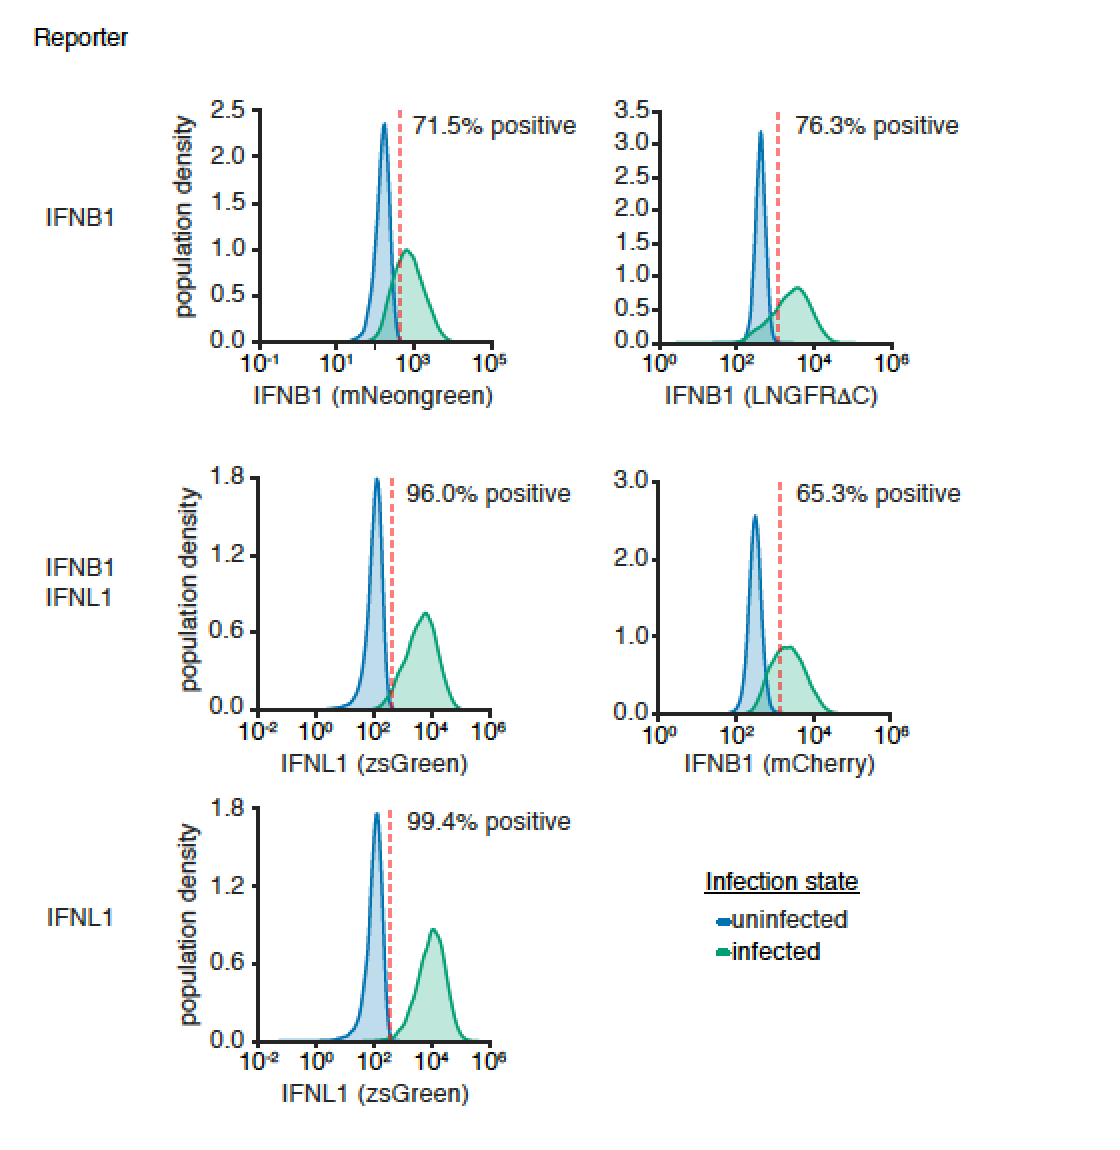 Reporter
IFNB1
population density
2.5
2.0
1.5
1.0
0.5
0.0
71.5% positive
10⁻¹ 10¹ 10³ 10⁵
IFNB1 (mNeongreen)
3.5
3.0
2.5
2.0
1.5
1.0
0.5
0.0
76.3% positive
10⁰ 10² 10⁴ 10⁶
IFNB1 (LNGFRΔC)
IFNB1
IFNL1
population density
1.8
1.2
0.6
0.0
96.0% positive
10⁻² 10⁰ 10² 10⁴ 10⁶
IFNL1 (zsGreen)
3.0
2.0
1.0
0.0
65.3% positive
10⁰ 10² 10⁴ 10⁶
IFNB1 (mCherry)
IFNL1
population density
1.8
1.2
0.6
0.0
99.4% positive
10⁻² 10⁰ 10² 10⁴ 10⁶
IFNL1 (zsGreen)
Infection state
uninfected
infected